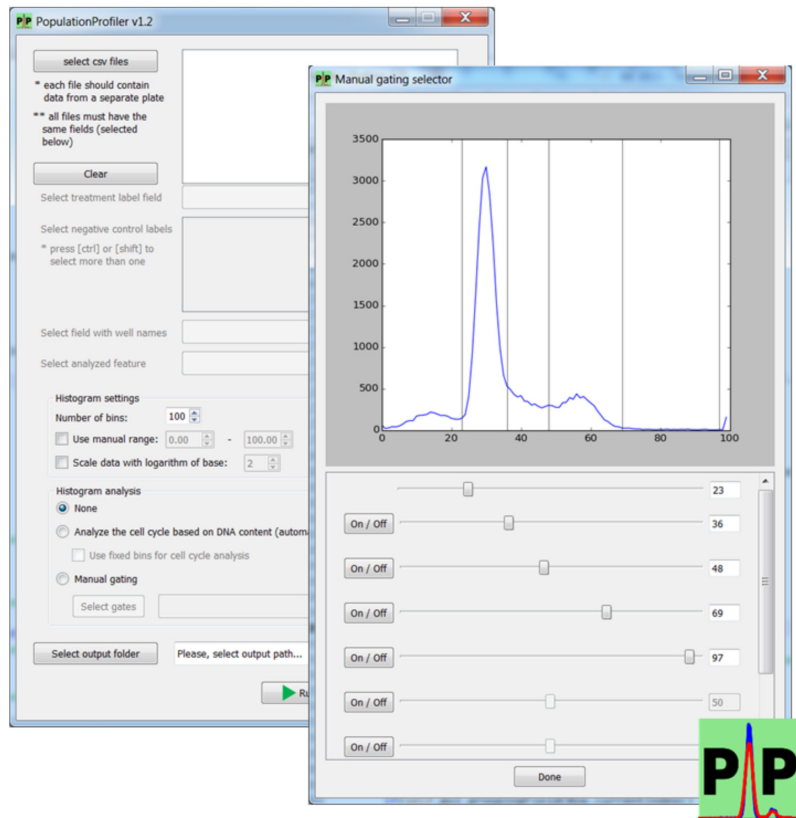 PopulationProfiler v1.2
select csv files
* each file should contain
data from a separate plate
** all files must have the
same fields (selected
below)
Clear
Select treatment label field
Select negative control labels
* press [ctrl] or [shift] to
select more than one
Select field with well names
Select analyzed feature
Histogram settings
Number of bins: 100
Use manual range: 0.00 - 100.00
Scale data with logarithm of base: 2
Histogram analysis
None
Analyze the cell cycle based on DNA content
Use fixed bins for cell cycle analysis
Manual gating
Select gates
Select output folder Please, select output path...
Manual gating selector
3500
3000
2500
2000
1500
1000
500
0
0 20 40 60 80 100
23
On / Off 36
On / Off 48
On / Off 69
On / Off 97
On / Off 50
On / Off
Done
PP